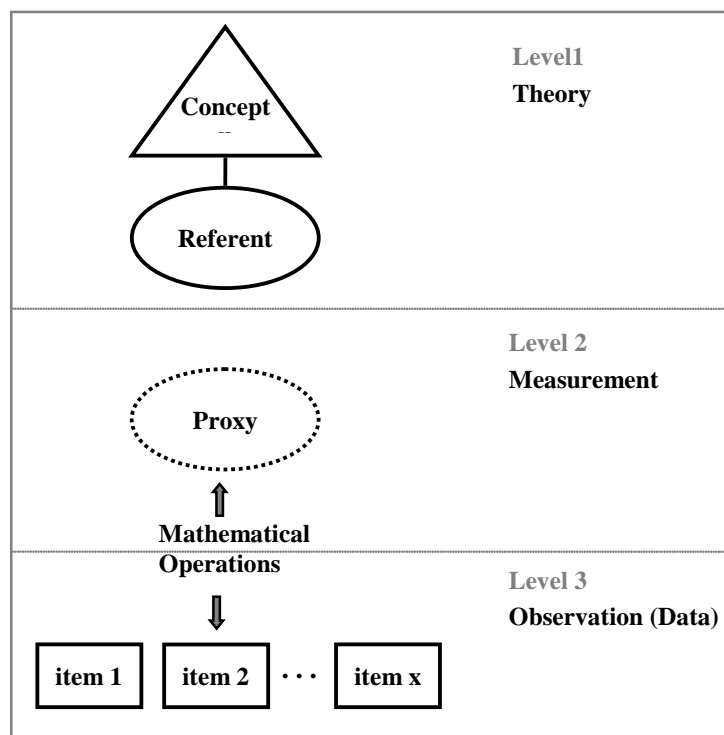 Level1
Theory
Concept
--
Referent
Level 2
Measurement
Proxy
Mathematical
Operations
Level 3
Observation (Data)
item 1
item 2
. . .
item x